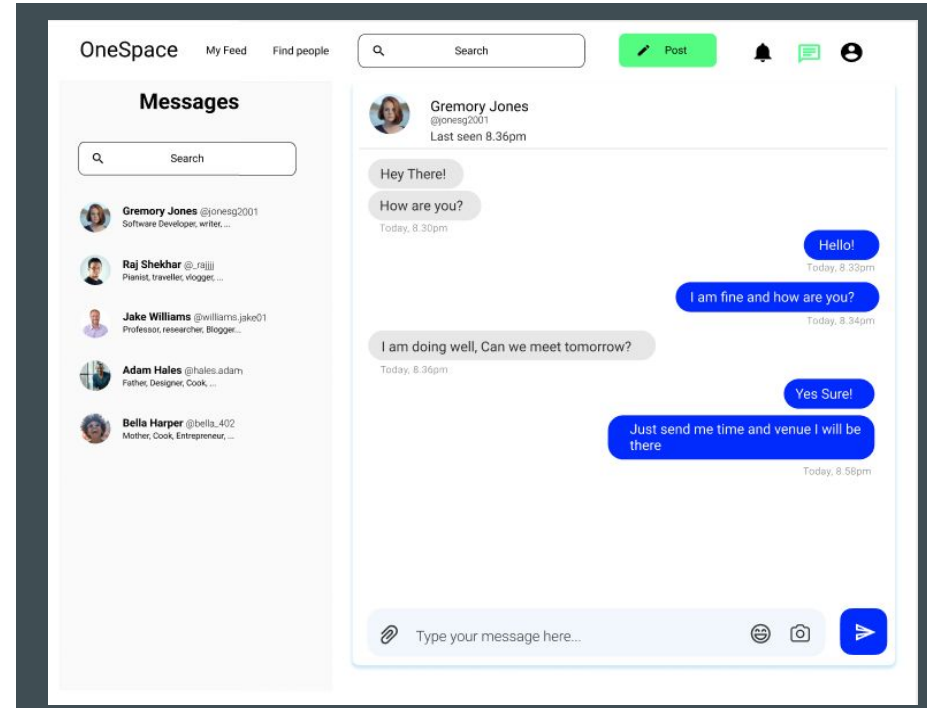 OneSpace My Feed Find people Search Post
Messages
Search
Gremory Jones @jonesg2001
Software Developer, writer, ...
Raj Shekhar @_rajjjj
Pianist, traveller, vlogger, ...
Jake Williams @williams.jake01
Professor, researcher, Blogger...
Adam Hales @hales.adam
Father, Designer, Cook, ...
Bella Harper @bella_402
Mother, Cook, Entrepreneur, ...
Gremory Jones
@jonesg2001
Last seen 8.36pm
Hey There!
How are you?
Today, 8.30pm
Hello!
Today, 8.33pm
I am fine and how are you?
Today, 8.34pm
I am doing well, Can we meet tomorrow?
Today, 8.36pm
Yes Sure!
Just send me time and venue I will be
there
Today, 8.58pm
Type your message here...